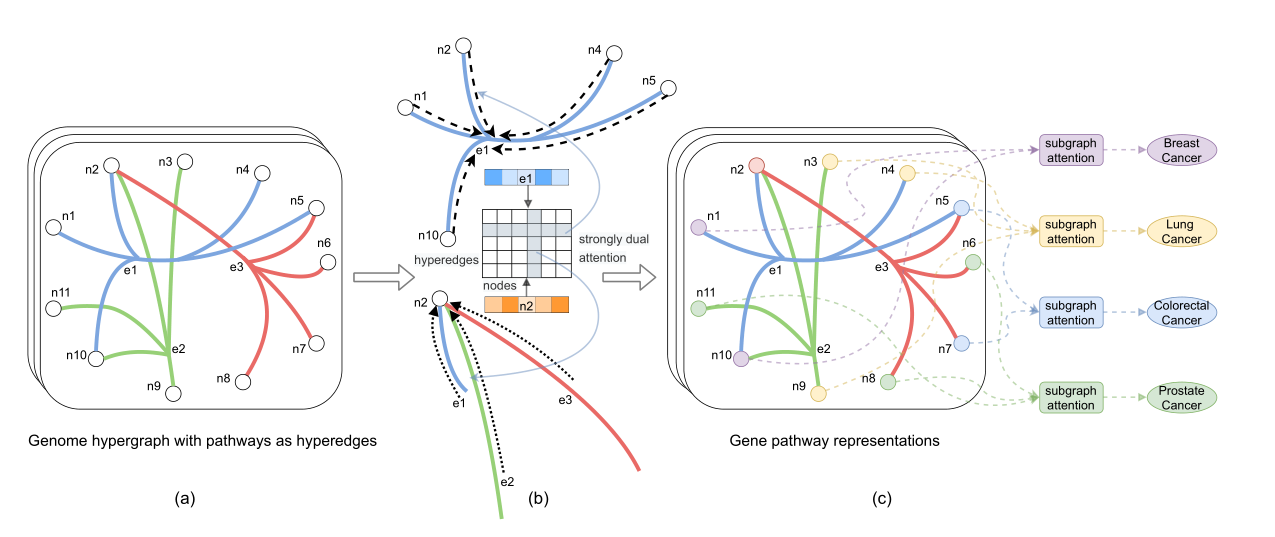 n2
n3
n4
n5
n1
n6
e1
e3
n11
e2
n10
n7
n8
n9
Genome hypergraph with pathways as hyperedges
(a)
n2
n4
n1
n5
e1
e1
n10
strongly dual
attention
hyperedges
nodes
n2
n2
e1
e3
e2
(b)
n2
n3
n4
n5
n1
n6
e1
e3
n11
e2
n10
n7
n8
n9
Gene pathway representations
(c)
subgraph
attention
Breast
Cancer
subgraph
attention
Lung
Cancer
subgraph
attention
Colorectal
Cancer
subgraph
attention
Prostate
Cancer